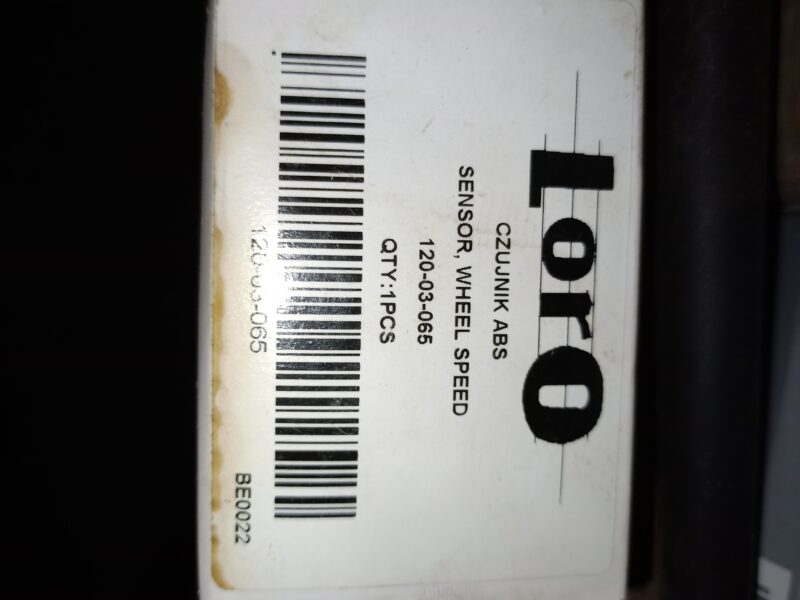 LorO
CZUJNIK ABS
SENSOR, WHEEL SPEED
120-03-065
QTY:1PCS
120-03-065
BE0022